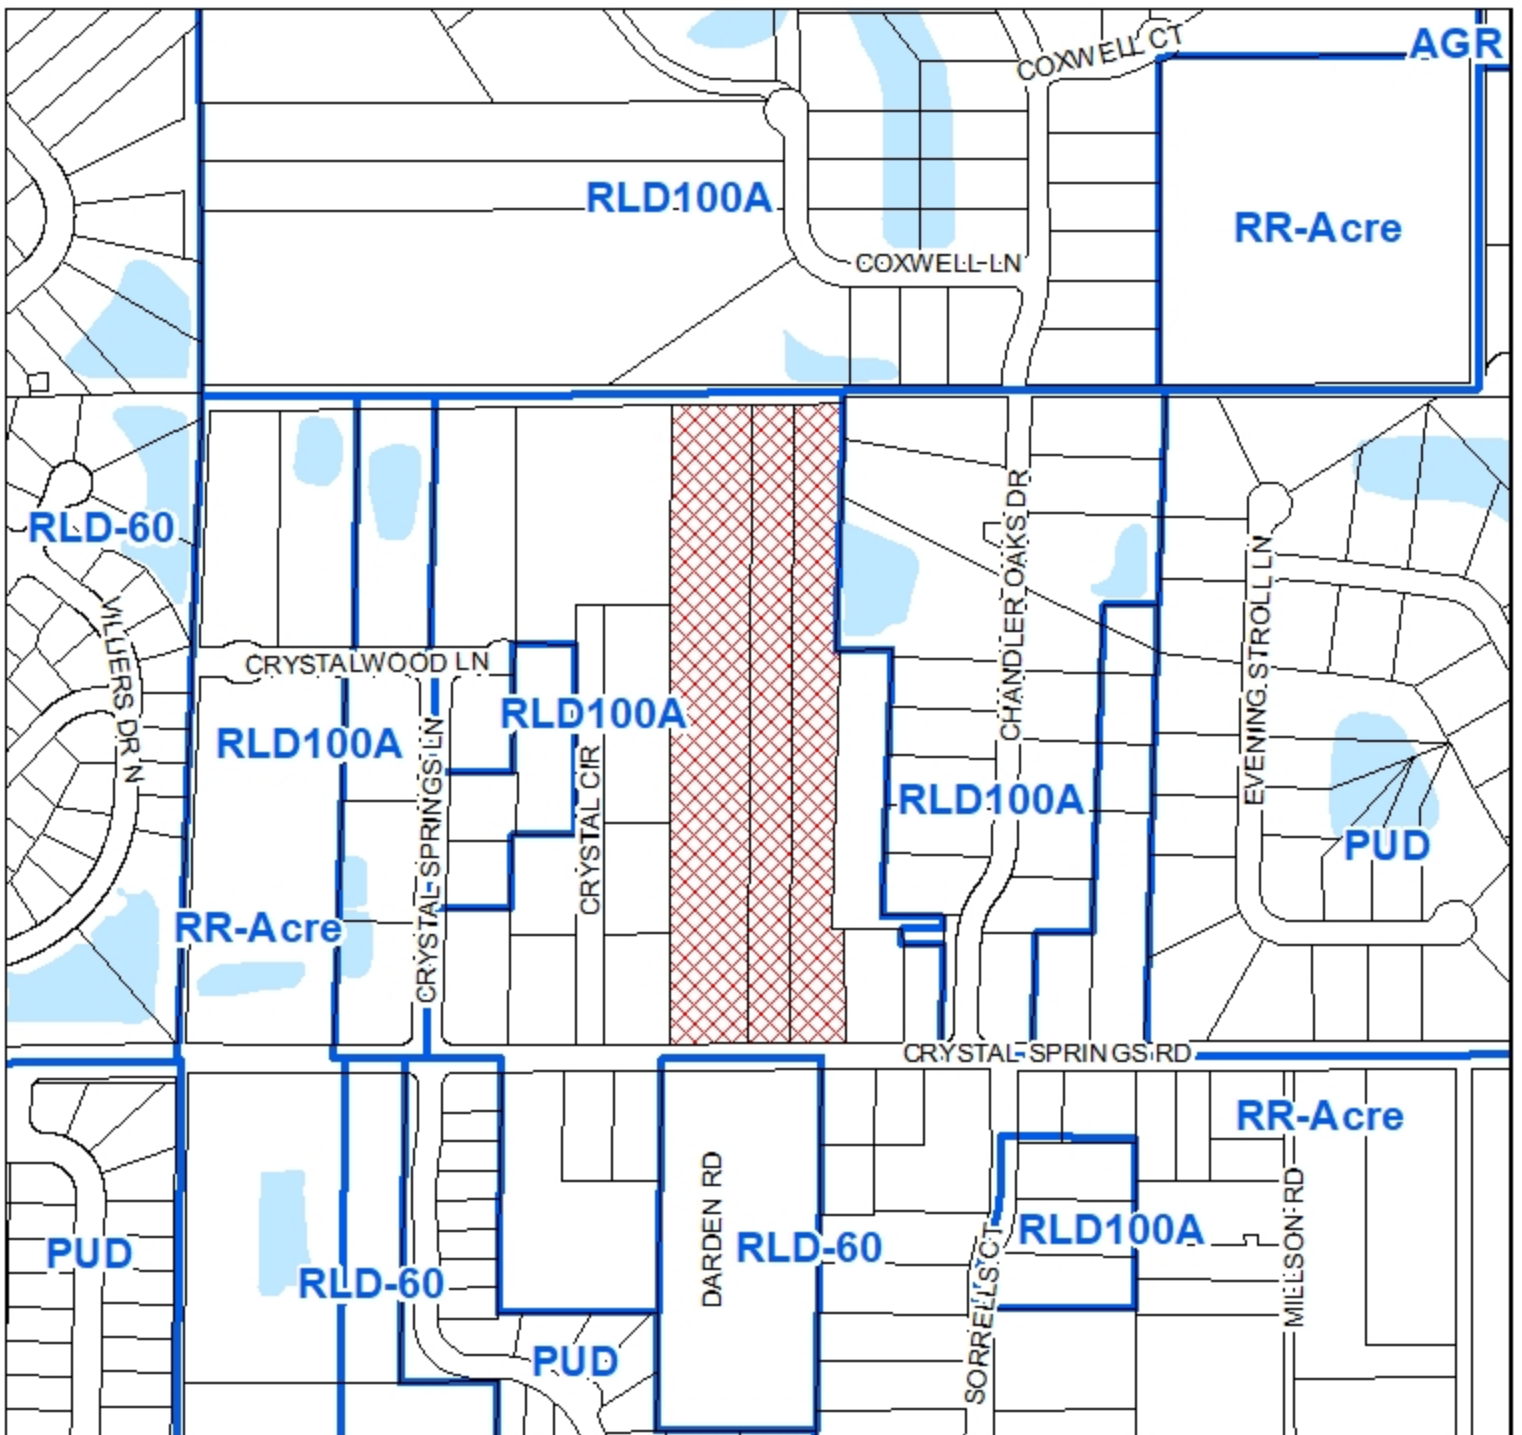 COXWELL CT
AGR
RLD100A
RR-Acre
COXWELL LN
RLD-60
CHANDLER OAKS DR
EVENING STROLL LN
VILLIERS DR N
CRYSTALWOOD LN
RLD100A
RLD100A
CRYSTAL SPRINGS LN
CRYSTAL CIR
RLD100A
PUD
RR-Acre
CRYSTAL SPRINGS RD
RR-Acre
DARDEN RD
MILLSON RD
PUD
RLD-60
RLD-60
RLD100A
SORRELLS CT
PUD